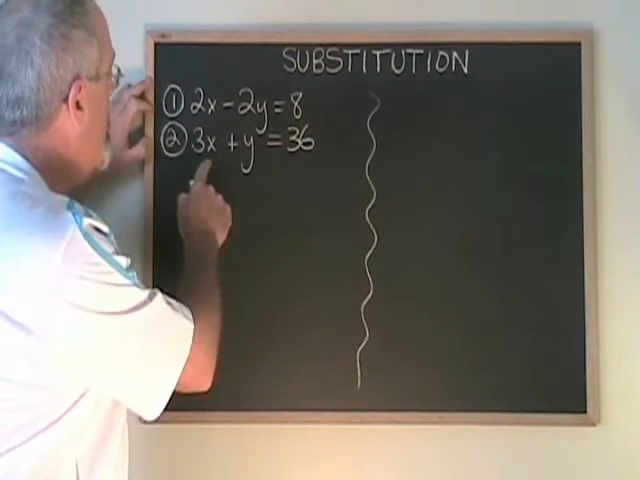 SUBSTITUTION
① 2x - 2y = 8
② 3x + y = 36